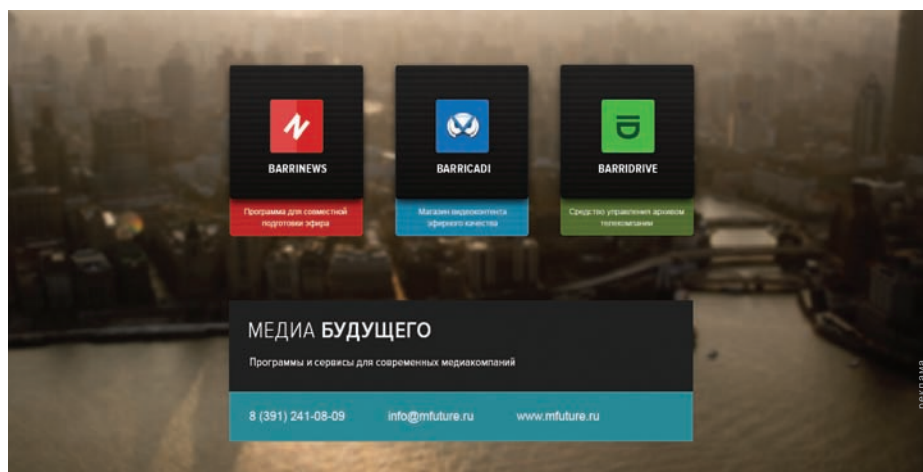 BARRINEWS
Программа для совместной
подготовки эфира
BARRICADI
Магазин видеоконтента
эфирного качества
BARRIDRIVE
Средство управления архивом
телекомпании
МЕДИА БУДУЩЕГО
Программы и сервисы для современных медиакомпаний
8 (391) 241-08-09 info@mfuture.ru www.mfuture.ru
реклама